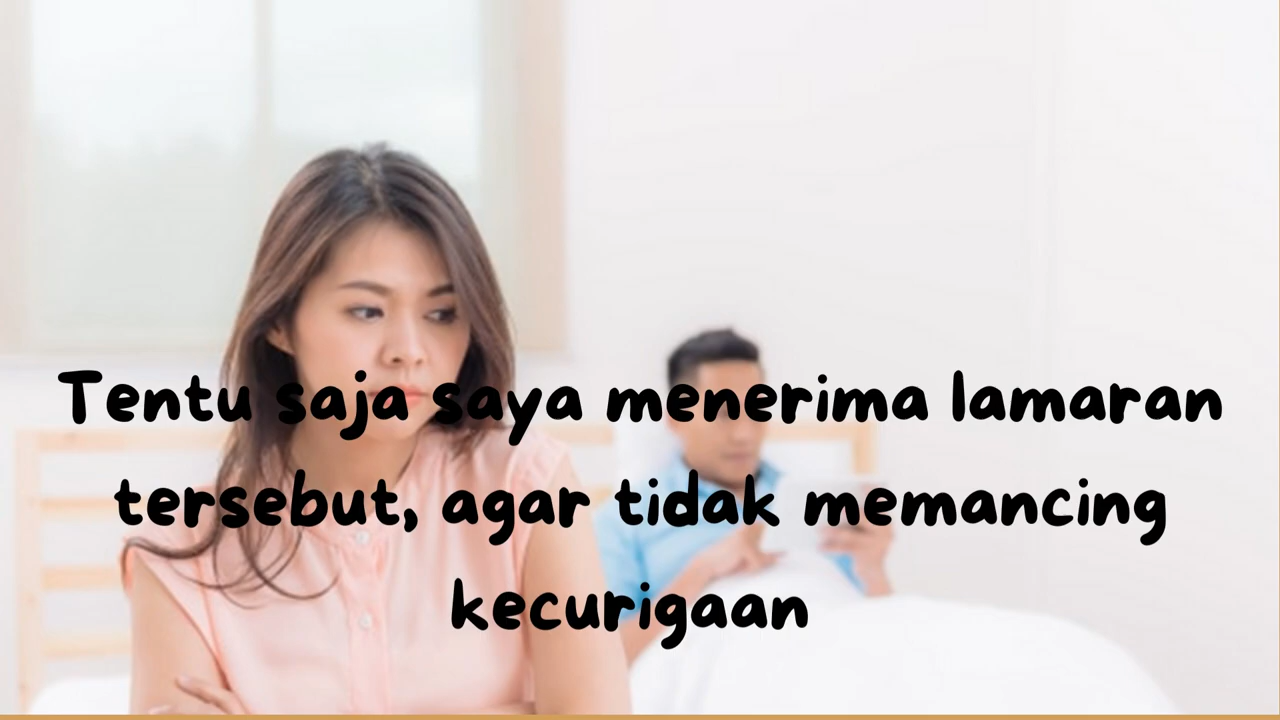 Tentu saja saya menerima lamaran
tersebut, agar tidak memancing
kecurigaan